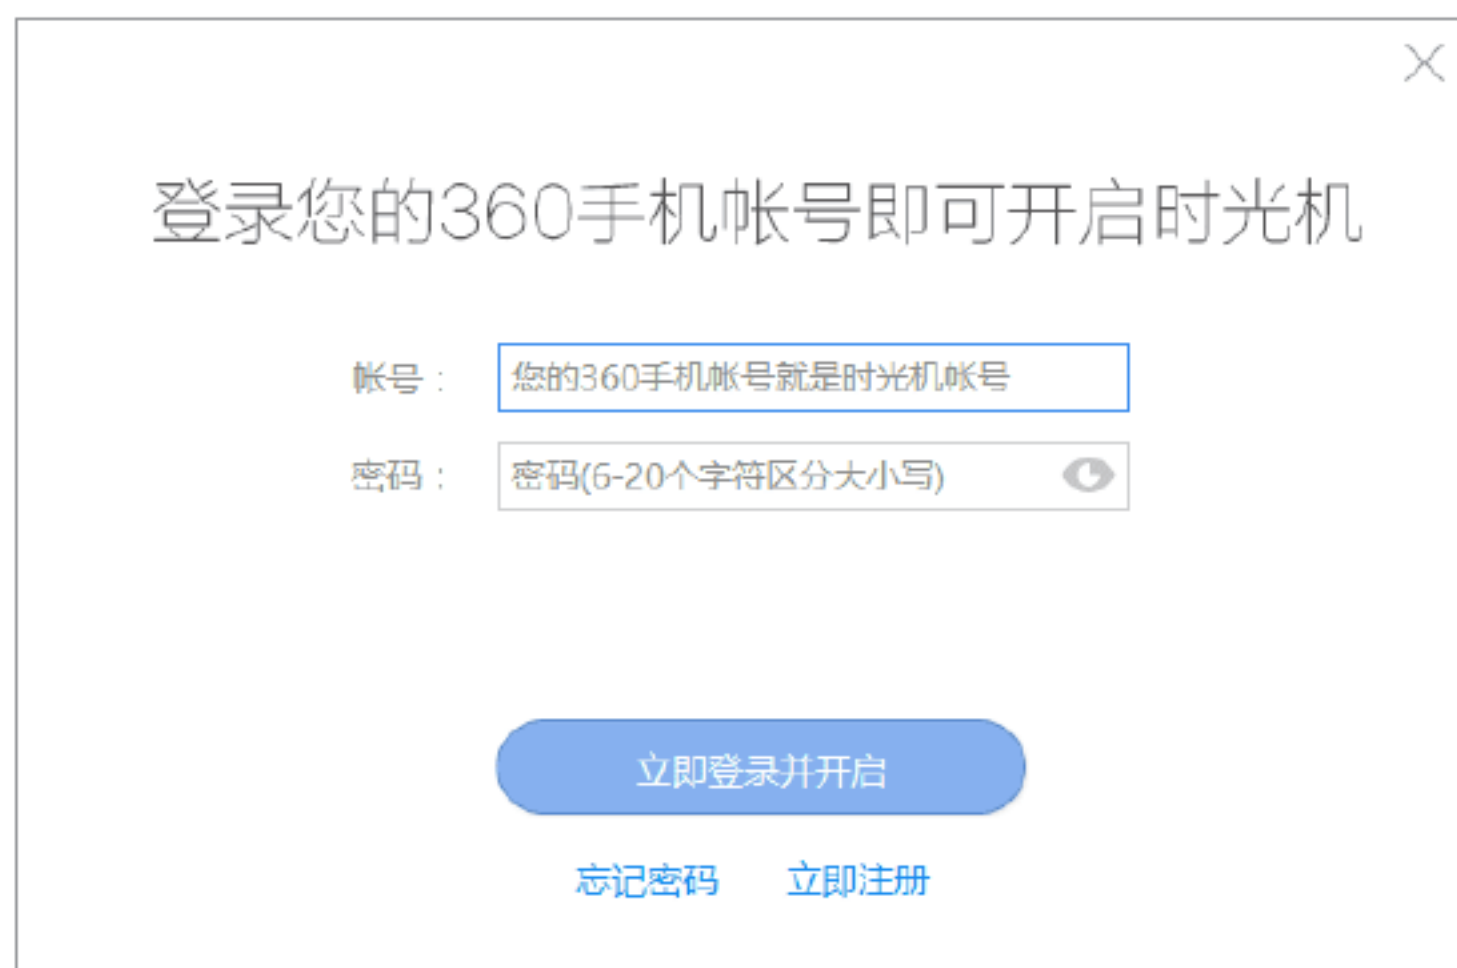 登录您的360手机帐号即可开启时光机
帐号：
您的360手机帐号就是时光机帐号
密码：
密码(6-20个字符区分大小写)
立即登录并开启
忘记密码 立即注册